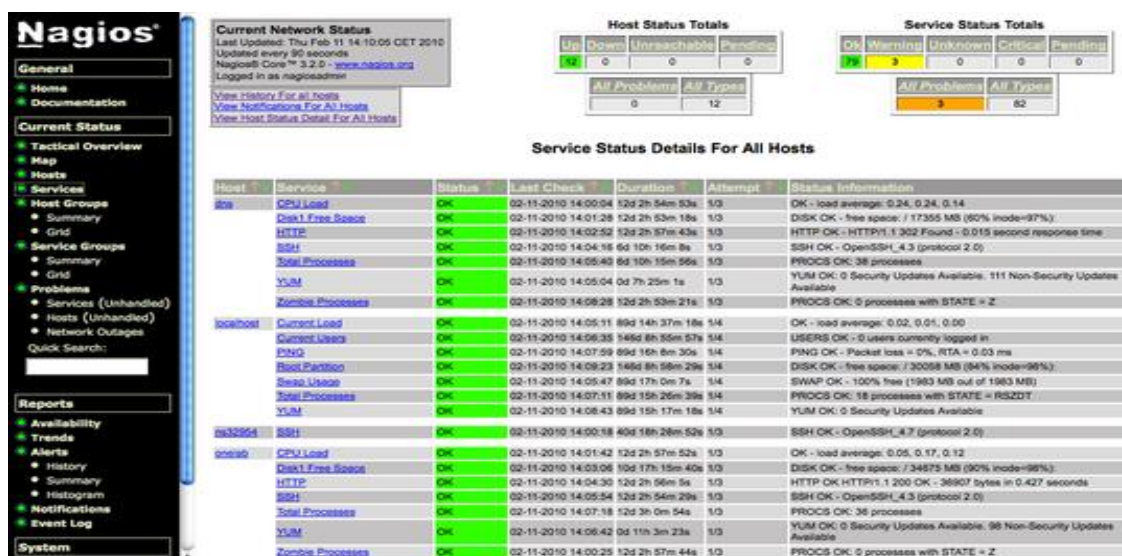 Nagios®
General
Home
Documentation
Current Status
Tactical Overview
Map
Hosts
Services
Host Groups
Summary
Grid
Service Groups
Summary
Grid
Problems
Services (Unhandled)
Hosts (Unhandled)
Network Outages
Quick Search:
Reports
Availability
Trends
Alerts
History
Summary
Histogram
Notifications
Event Log
System
Current Network Status
Last Updated: Thu Feb 11 14:10:05 CET 2010
Updated every 90 seconds
Nagios® Core™ 3.2.0 - www.nagios.org
Logged in as nagiosadmin
View History For all hosts
View Notifications For All Hosts
View Host Status Detail For All Hosts
Host Status Totals
Up Down Unreachable Pending
12 0 0 0
All Problems All Types
0 12
Service Status Totals
Ok Warning Unknown Critical Pending
79 3 0 0 0
All Problems All Types
3 82
Service Status Details For All Hosts
Host Service Status Last Check Duration Attempt Status Information
dns CPU Load OK 02-11-2010 14:00:04 12d 2h 54m 53s 1/3 OK - load average: 0.24, 0.24, 0.14
Disk1 Free Space OK 02-11-2010 14:01:28 12d 2h 53m 18s 1/3 DISK OK - free space: / 17355 MB (60% inode=97%):
HTTP OK 02-11-2010 14:02:52 12d 2h 57m 43s 1/3 HTTP OK - HTTP/1.1 302 Found - 0.015 second response time
SSH OK 02-11-2010 14:04:16 6d 10h 16m 8s 1/3 SSH OK - OpenSSH_4.3 (protocol 2.0)
Total Processes OK 02-11-2010 14:05:40 6d 10h 15m 56s 1/3 PROCS OK: 38 processes
YUM OK 02-11-2010 14:05:04 0d 7h 25m 1s 1/3 YUM OK: 0 Security Updates Available. 111 Non-Security Updates Available
Zombie Processes OK 02-11-2010 14:08:28 12d 2h 53m 21s 1/3 PROCS OK: 0 processes with STATE = Z
localhost Current Load OK 02-11-2010 14:05:11 89d 14h 37m 18s 1/4 OK - load average: 0.02, 0.01, 0.00
Current Users OK 02-11-2010 14:06:35 146d 8h 55m 57s 1/4 USERS OK - 0 users currently logged in
PING OK 02-11-2010 14:07:59 89d 16h 8m 30s 1/4 PING OK - Packet loss = 0%, RTA = 0.03 ms
Root Partition OK 02-11-2010 14:09:23 146d 8h 56m 29s 1/4 DISK OK - free space: / 30058 MB (84% inode=98%):
Swap Usage OK 02-11-2010 14:05:47 89d 17h 0m 7s 1/4 SWAP OK - 100% free (1983 MB out of 1983 MB)
Total Processes OK 02-11-2010 14:07:11 89d 15h 26m 39s 1/4 PROCS OK: 18 processes with STATE = RSZDT
YUM OK 02-11-2010 14:08:43 89d 15h 17m 18s 1/4 YUM OK: 0 Security Updates Available
ns32954 SSH OK 02-11-2010 14:00:18 40d 18h 28m 52s 1/3 SSH OK - OpenSSH_4.7 (protocol 2.0)
onelab CPU Load OK 02-11-2010 14:01:42 12d 2h 57m 52s 1/3 OK - load average: 0.05, 0.17, 0.12
Disk1 Free Space OK 02-11-2010 14:03:06 10d 17h 15m 40s 1/3 DISK OK - free space: / 34675 MB (90% inode=98%):
HTTP OK 02-11-2010 14:04:30 12d 2h 56m 5s 1/3 HTTP OK HTTP/1.1 200 OK - 36907 bytes in 0.427 seconds
SSH OK 02-11-2010 14:05:54 12d 2h 54m 29s 1/3 SSH OK - OpenSSH_4.3 (protocol 2.0)
Total Processes OK 02-11-2010 14:07:18 12d 3h 0m 54s 1/3 PROCS OK: 36 processes
YUM OK 02-11-2010 14:06:42 0d 11h 3m 23s 1/3 YUM OK: 0 Security Updates Available. 98 Non-Security Updates Available
Zombie Processes OK 02-11-2010 14:00:25 12d 2h 57m 44s 1/3 PROCS OK: 0 processes with STATE = Z